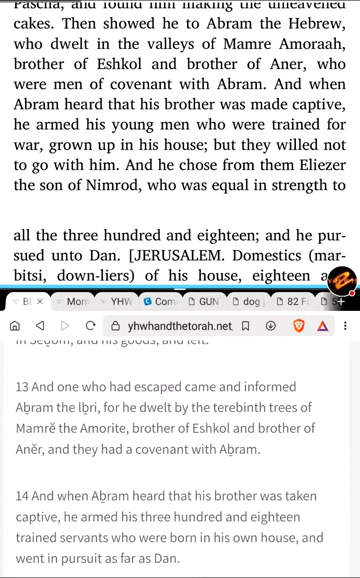 Pascha, and found him making the unleavened
cakes. Then showed he to Abram the Hebrew,
who dwelt in the valleys of Mamre Amoraah,
brother of Eshkol and brother of Aner, who
were men of covenant with Abram. And when
Abram heard that his brother was made captive,
he armed his young men who were trained for
war, grown up in his house; but they willed not
to go with him. And he chose from them Eliezer
the son of Nimrod, who was equal in strength to
all the three hundred and eighteen; and he pur-
sued unto Dan. [JERUSALEM. Domestics (mar-
bitsi, down-liers) of his house, eighteen a
Mon
YHW
Com
GUN
dog
82 F
yhwhandthetorah.net
in Seḏom, and his goods, and left.
13 And one who had escaped came and informed
Aḇram the Iḇri, for he dwelt by the terebinth trees of
Mamrĕ the Amorite, brother of Eshkol and brother of
Anĕr, and they had a covenant with Aḇram.
14 And when Aḇram heard that his brother was taken
captive, he armed his three hundred and eighteen
trained servants who were born in his own house, and
went in pursuit as far as Dan.